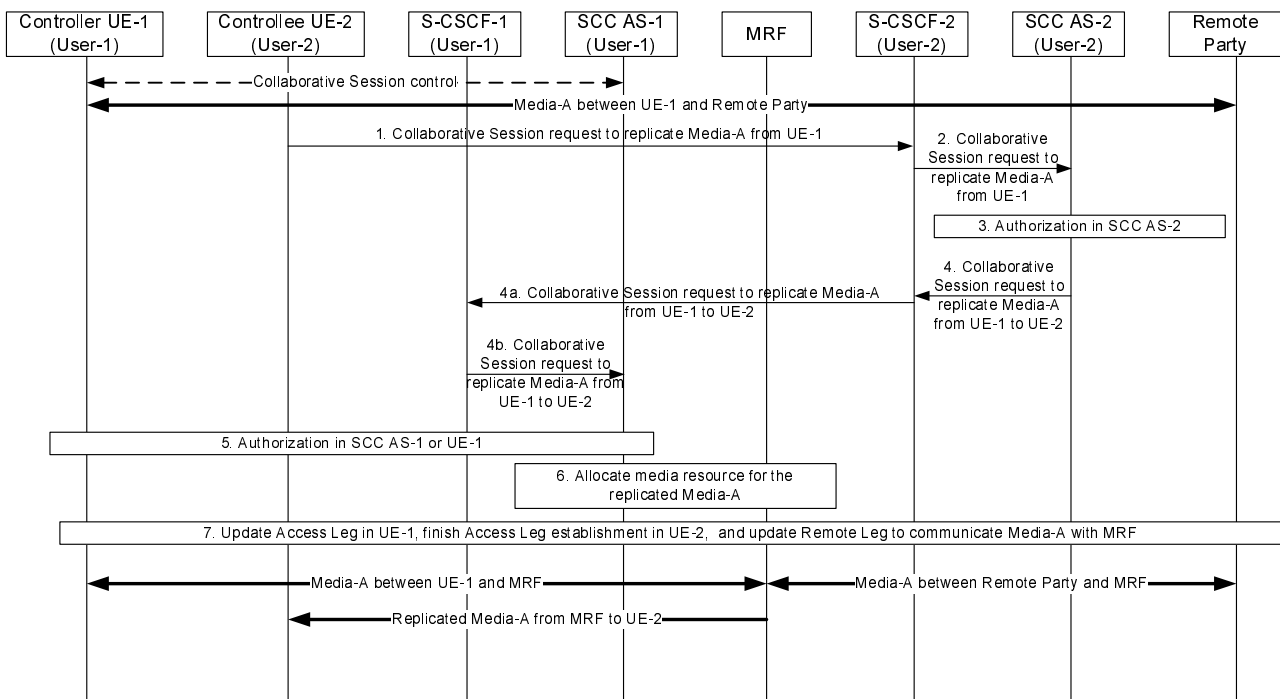 Controller UE-1
(User-1)
Controllee UE-2
(User-2)
S-CSCF-1
(User-1)
SCC AS-1
(User-1)
MRF
S-CSCF-2
(User-2)
SCC AS-2
(User-2)
Remote
Party
Collaborative Session control
Media-A between UE-1 and Remote Party
1. Collaborative Session request to replicate Media-A from UE-1
2. Collaborative
Session request to
replicate Media-A
from UE-1
3. Authorization in SCC AS-2
4. Collaborative
Session request to
replicate Media-A
from UE-1 to UE-2
4a. Collaborative Session request to replicate Media-A
from UE-1 to UE-2
4b. Collaborative
Session request to
replicate Media-A from
UE-1 to UE-2
5. Authorization in SCC AS-1 or UE-1
6. Allocate media resource for the
replicated Media-A
7. Update Access Leg in UE-1, finish Access Leg establishment in UE-2, and update Remote Leg to communicate Media-A with MRF
Media-A between UE-1 and MRF
Media-A between Remote Party and MRF
Replicated Media-A from MRF to UE-2